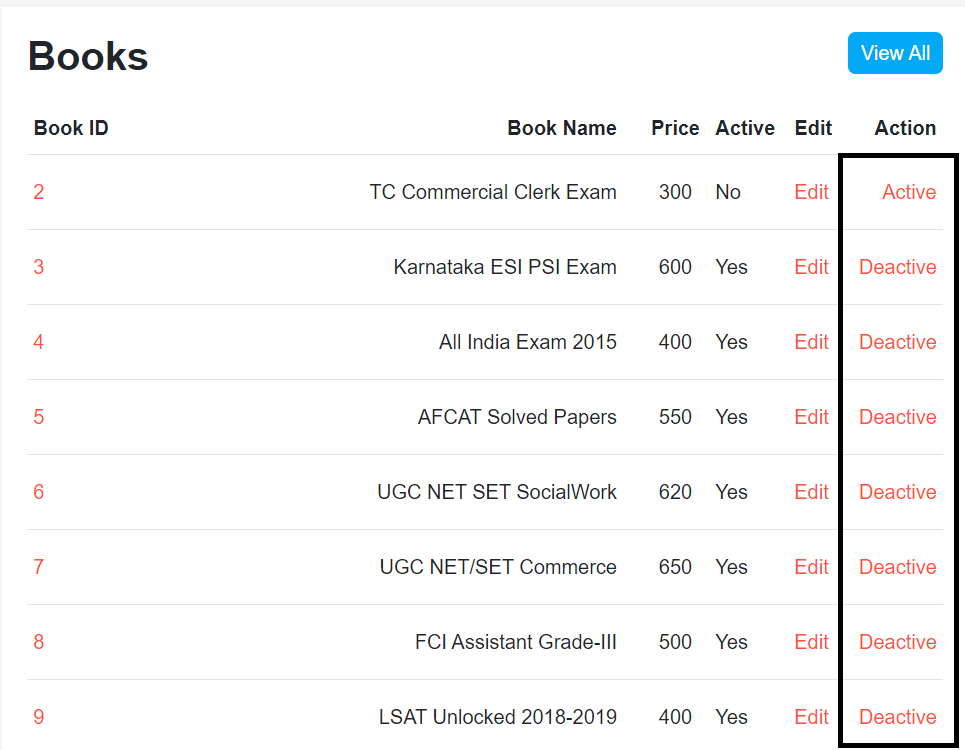 Books
View All
Book ID Book Name Price Active Edit Action
2 TC Commercial Clerk Exam 300 No Edit Active
3 Karnataka ESI PSI Exam 600 Yes Edit Deactive
4 All India Exam 2015 400 Yes Edit Deactive
5 AFCAT Solved Papers 550 Yes Edit Deactive
6 UGC NET SET SocialWork 620 Yes Edit Deactive
7 UGC NET/SET Commerce 650 Yes Edit Deactive
8 FCI Assistant Grade-III 500 Yes Edit Deactive
9 LSAT Unlocked 2018-2019 400 Yes Edit Deactive